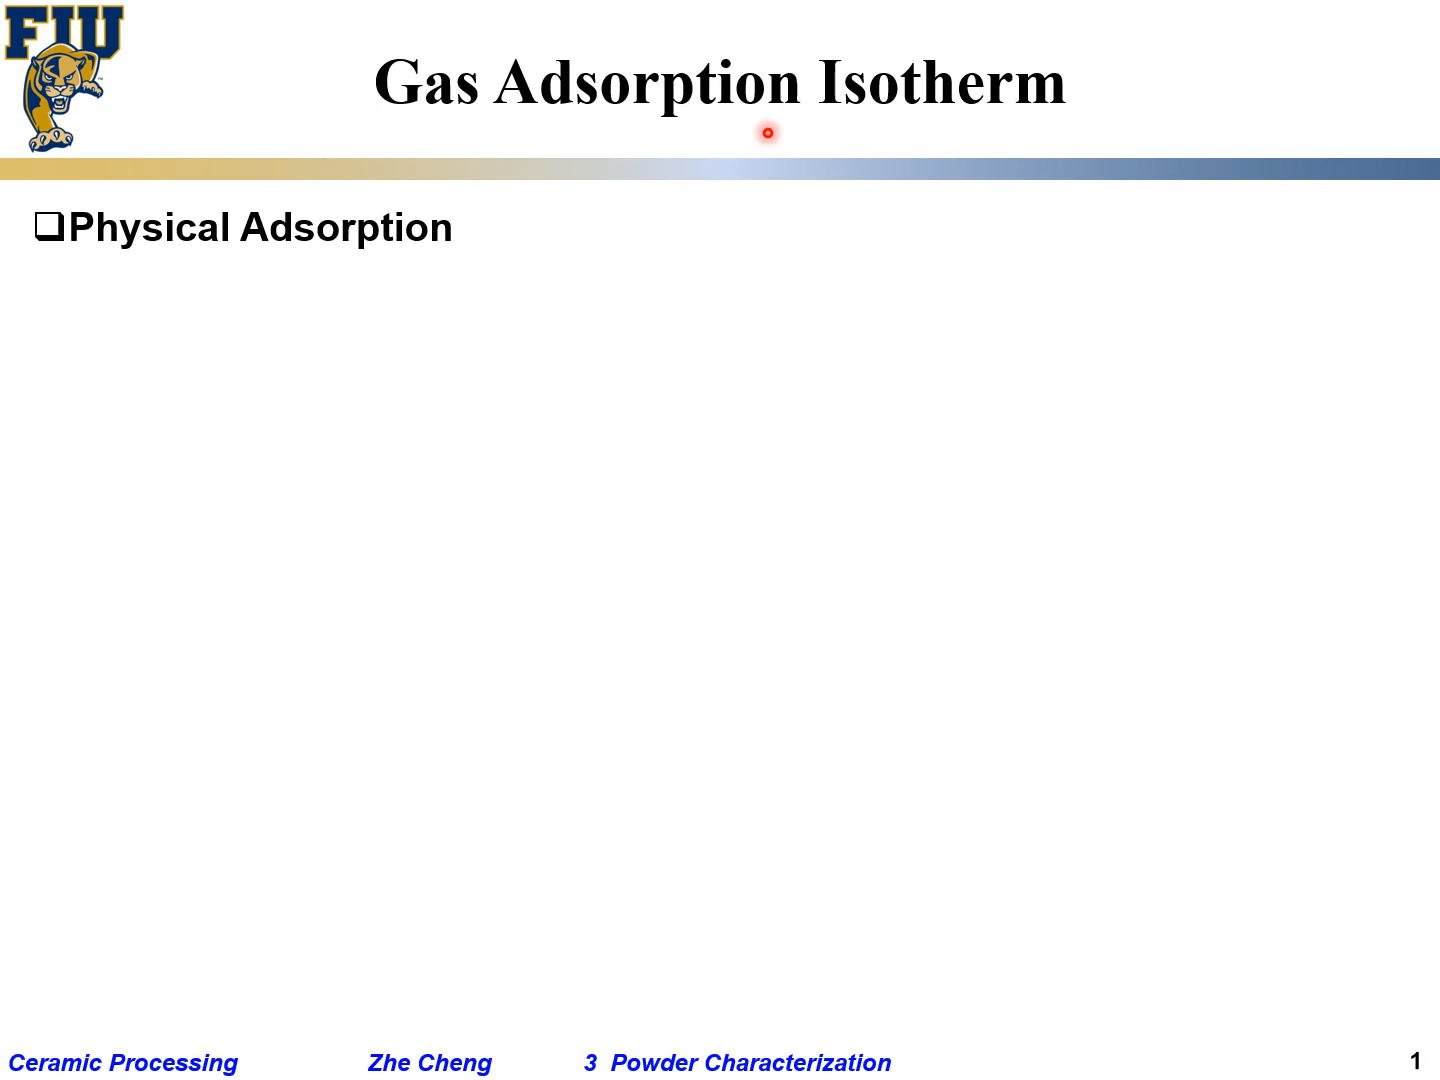 FIU
Gas Adsorption Isotherm
❑Physical Adsorption
Ceramic Processing Zhe Cheng 3 Powder Characterization 1